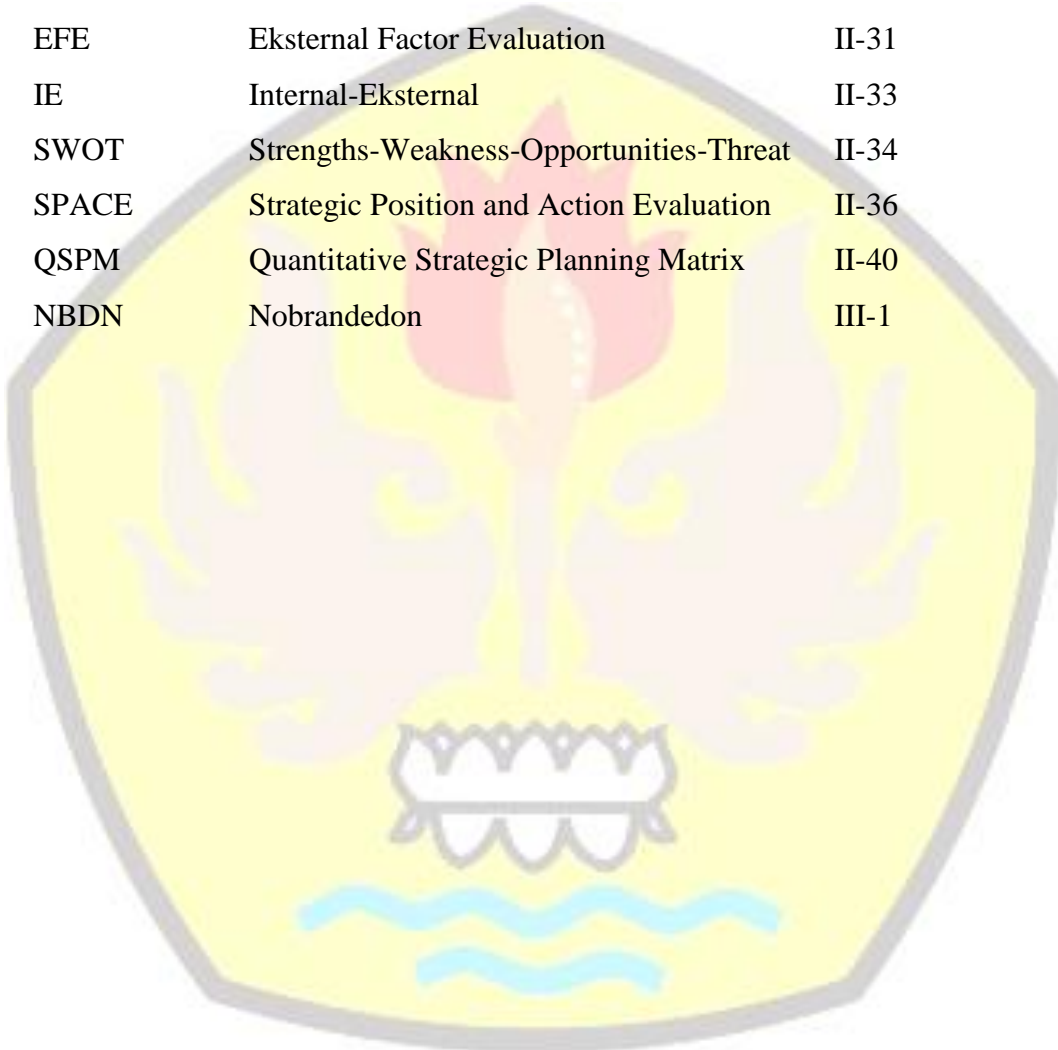 EFE Eksternal Factor Evaluation II-31
IE Internal-Eksternal II-33
SWOT Strengths-Weakness-Opportunities-Threat II-34
SPACE Strategic Position and Action Evaluation II-36
QSPM Quantitative Strategic Planning Matrix II-40
NBDN Nobrandedon III-1